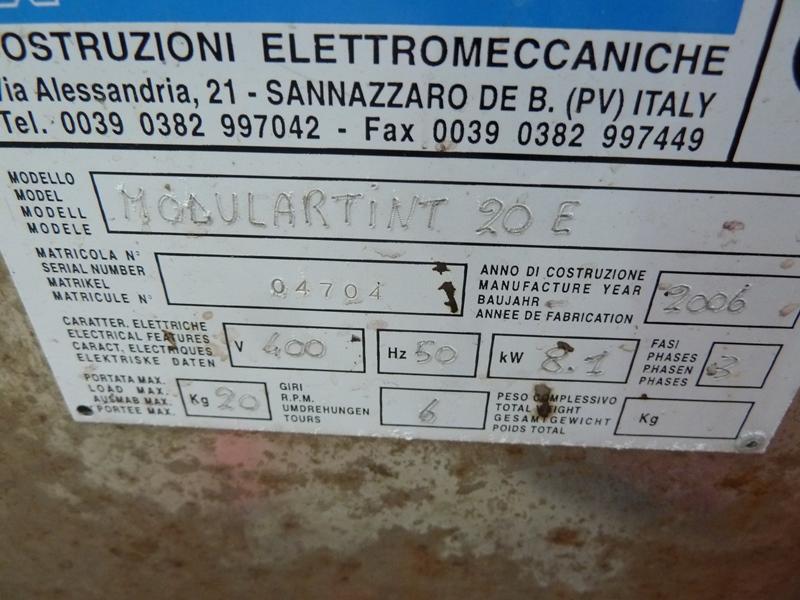 OSTRUZIONI ELETTROMECCANICHE
Via Alessandria, 21 - SANNAZZARO DE B. (PV) ITALY
Tel. 0039 0382 997042 - Fax 0039 0382 997449
MODELLO
MODEL
MODELL
MODELE
MODULARTINT 20 E
MATRICOLA N°
SERIAL NUMBER
MATRIKEL
MATRICULE N°
04704
ANNO DI COSTRUZIONE
MANUFACTURE YEAR
BAUJAHR
ANNEE DE FABRICATION
2006
CARATTER. ELETTRICHE
ELECTRICAL FEATURES
CARACT. ELECTRIQUES
ELEKTRISKE DATEN
V 400
Hz 50
kW 8.1
FASI
PHASES
PHASEN
PHASES
3
PORTATA MAX.
LOAD MAX.
AUSMAB MAX.
PORTEE MAX.
Kg 20
GIRI
R.P.M.
UMDREHUNGEN
TOURS
6
PESO COMPLESSIVO
TOTAL WEIGHT
GESAMTGEWICHT
POIDS TOTAL
Kg